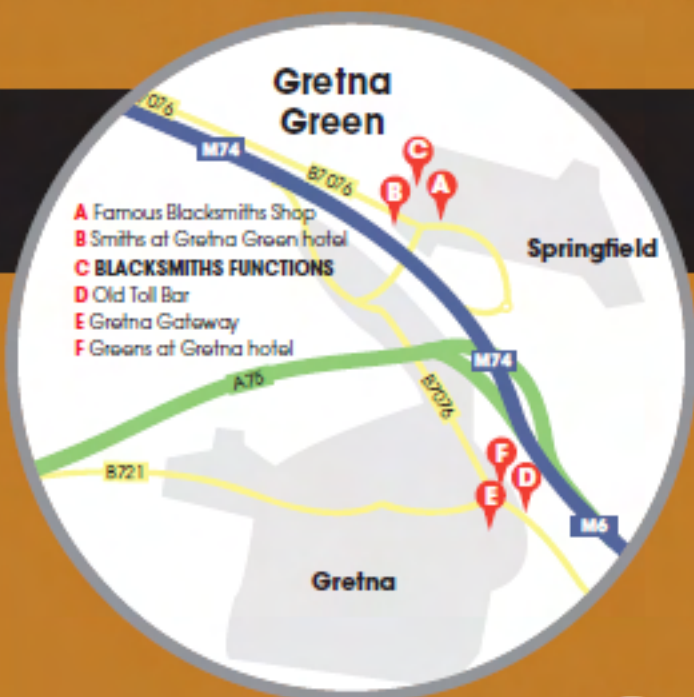 Gretna
Green
7076
M74
B7076
C
B
A
A Famous Blacksmiths Shop
B Smiths at Gretna Green hotel
C BLACKSMITHS FUNCTIONS
D Old Toll Bar
E Gretna Gateway
F Greens at Gretna hotel
Springfield
M74
A75
B7076
B721
F
D
E
M6
Gretna